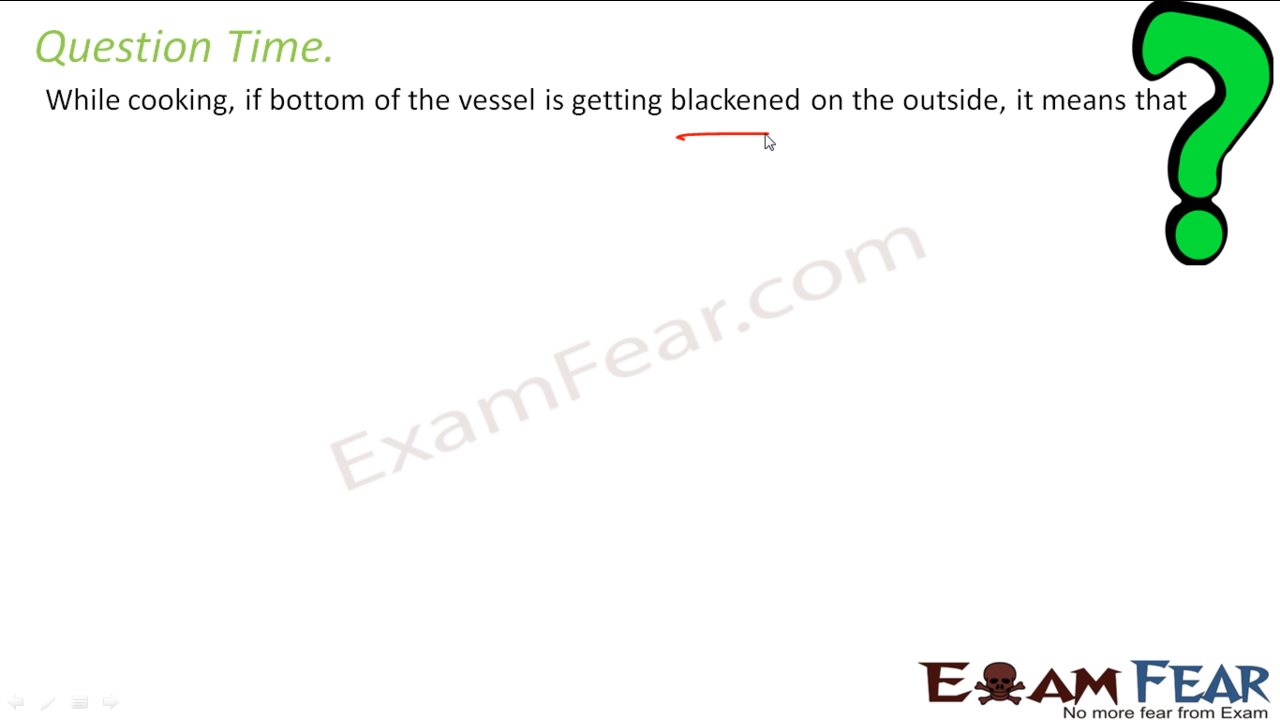 Question Time.
While cooking, if bottom of the vessel is getting blackened on the outside, it means that
ExamFear.com
EXAM FEAR
No more fear from Exam